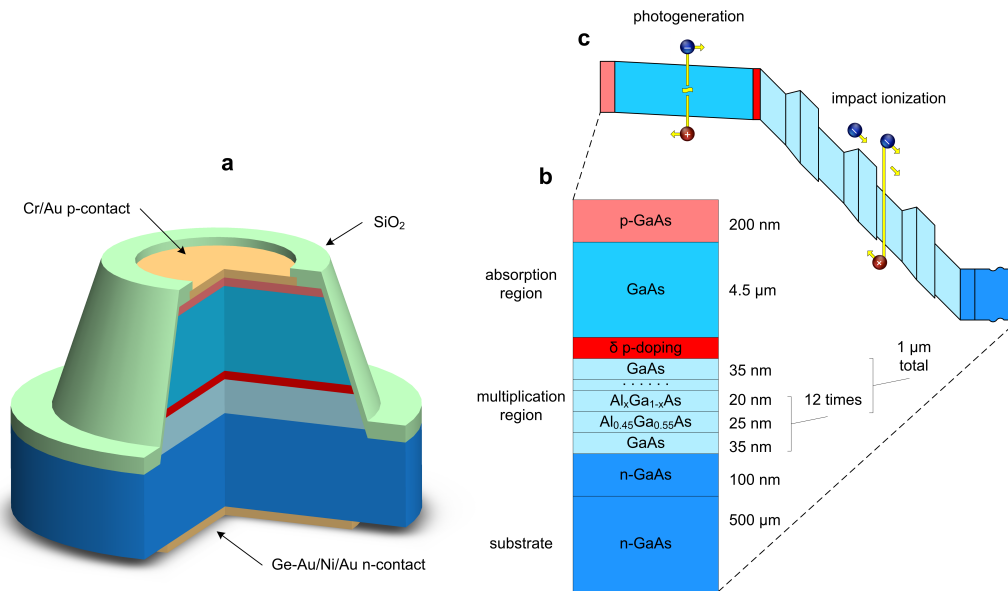 a
Cr/Au p-contact
SiO₂
Ge-Au/Ni/Au n-contact
b
absorption
region
multiplication
region
substrate
p-GaAs
200 nm
GaAs
4.5 µm
δ p-doping
GaAs
35 nm
......
AlₓGa₁₋ₓAs
20 nm
Al₀.₄₅Ga₀.₅₅As
25 nm
GaAs
35 nm
n-GaAs
100 nm
n-GaAs
500 µm
12 times
1 µm
total
c
photogeneration
−
+
impact ionization
−
−
+